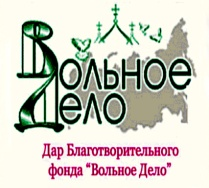 Вольное
Дело
Дар Благотворительного
фонда "Вольное Дело"